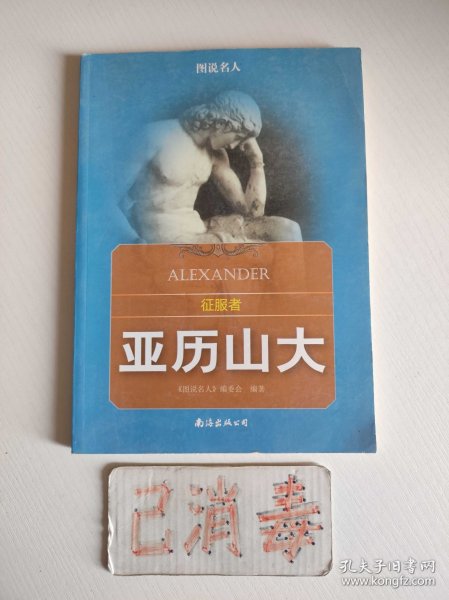 图说名人
ALEXANDER
征服者
亚历山大
《图说名人》编委会 编著
南海出版公司
已消毒
孔夫子旧书网
www.kongfz.com